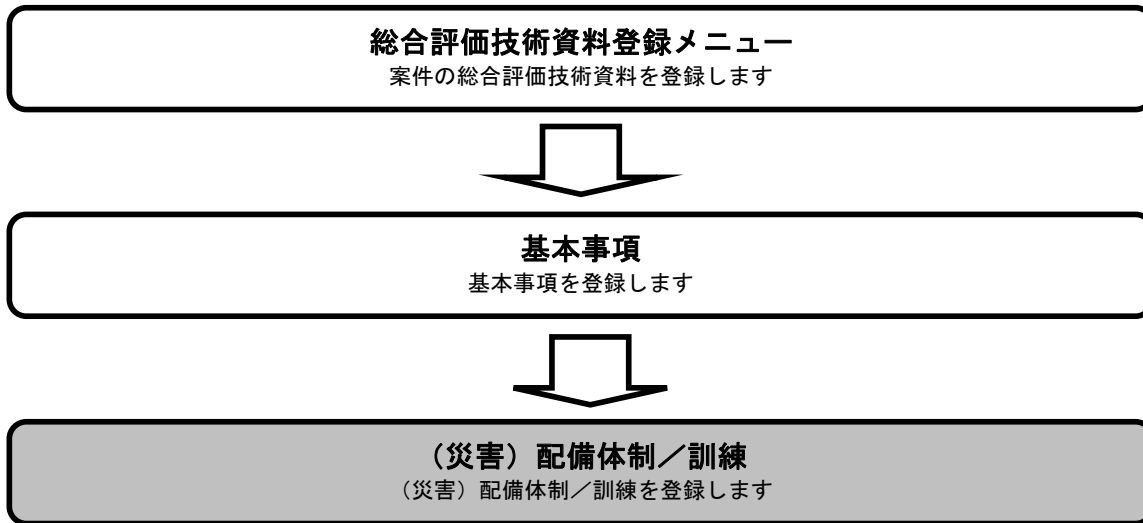 総合評価技術資料登録メニュー
案件の総合評価技術資料を登録します
基本事項
基本事項を登録します
（災害）配備体制／訓練
（災害）配備体制／訓練を登録します